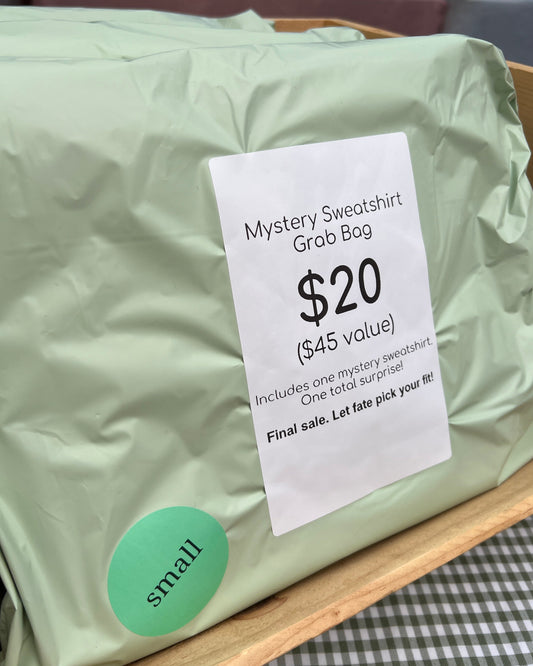 Mystery Sweatshirt
Grab Bag
$20
($45 value)
Includes one mystery sweatshirt.
One total surprise!
Final sale. Let fate pick your fit!
small